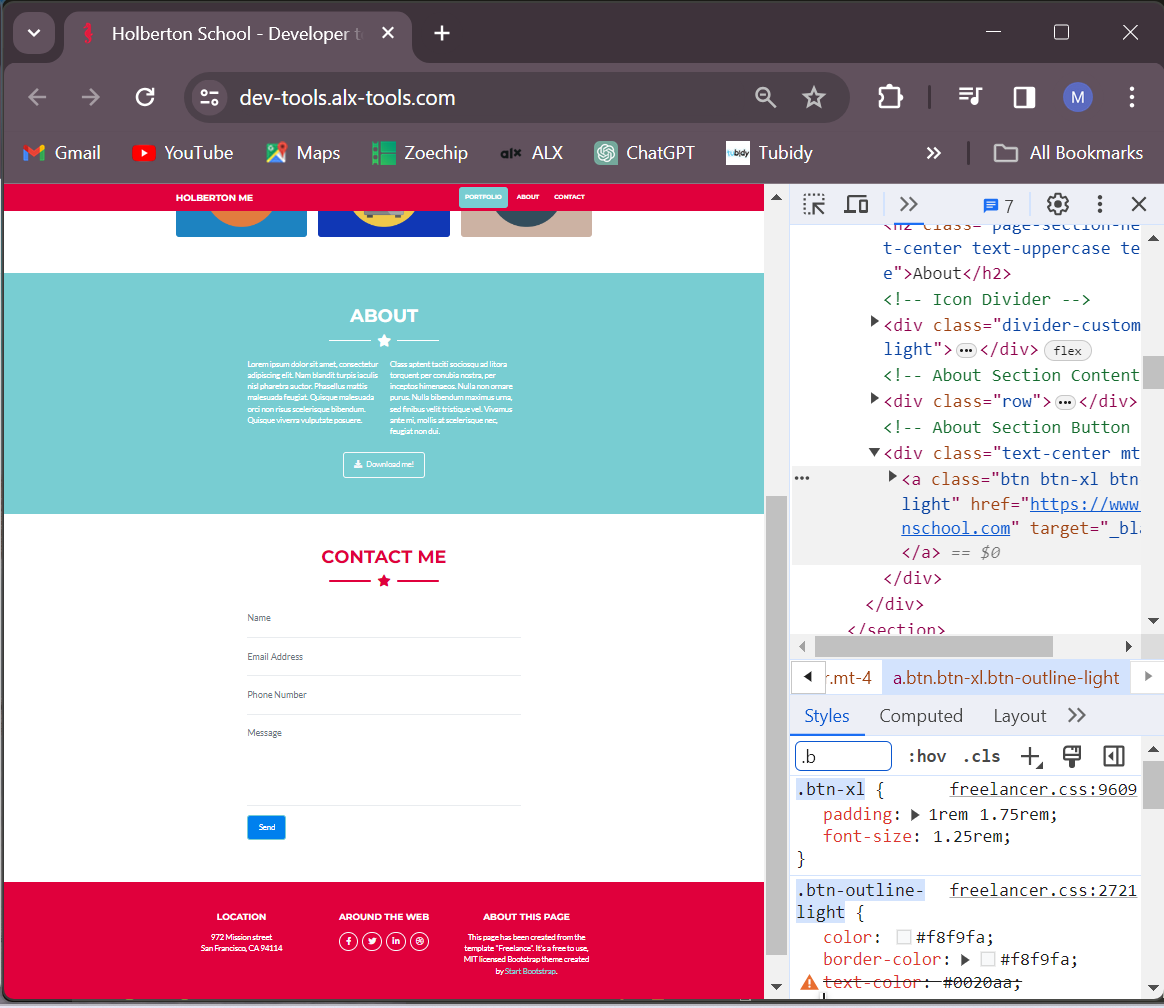 Holberton School - Developer t
dev-tools.alx-tools.com
M
Gmail
YouTube
Maps
alx ALX
Zoechip
ChatGPT
tubidy Tubidy
All Bookmarks
HOLBERTON ME
PORTFOLIO
ABOUT
CONTACT
ABOUT
Lorem ipsum dolor sit amet, consectetur
adipiscing elit. Nam blandit turpis iaculis
nisl pharetra auctor. Phasellus mattis
malesuada feugiat. Quisque malesuada
orci non risus scelerisque bibendum.
Quisque viverra vulputate posuere.
Class aptent taciti sociosqu ad litora
torquent per conubia nostra, per
inceptos himenaeos. Nulla non ornare
purus. Nulla bibendum maximus urna,
sed finibus velit tristique vel. Vivamus
ante mi, mollis at scelerisque nec,
feugiat non dui.
Download me!
CONTACT ME
Name
Email Address
Phone Number
Message
Send
LOCATION
972 Mission street
San Francisco, CA 94114
AROUND THE WEB
ABOUT THIS PAGE
This page has been created from the
template "Freelance". It's a free to use,
MIT licensed Bootstrap theme created
by Start Bootstrap.
7
<h2 class="page-section-he
t-center text-uppercase te
e">About</h2>
<!-- Icon Divider -->
<div class="divider-custom
light"> ••• </div> flex
<!-- About Section Content
<div class="row"> ••• </div>
<!-- About Section Button
<div class="text-center mt
<a class="btn btn-xl btn
light" href="https://www
nschool.com" target="_bla
</a> == $0
</div>
</div>
</section>
r.mt-4
a.btn.btn-xl.btn-outline-light
Styles
Computed
Layout
.b
:hov
.cls
.btn-xl {
freelancer.css:9609
padding: 1rem 1.75rem;
font-size: 1.25rem;
}
.btn-outline-
freelancer.css:2721
light {
color: #f8f9fa;
border-color: #f8f9fa;
text-color: #0020aa;